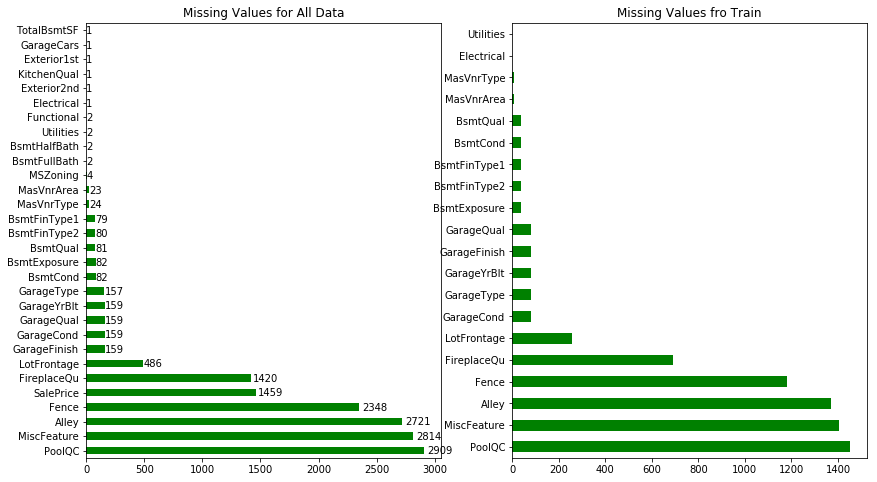 Missing Values for All Data
TotalBsmtSF 1
GarageCars 1
Exterior1st 1
KitchenQual 1
Exterior2nd 1
Electrical 1
Functional 2
Utilities 2
BsmtHalfBath 2
BsmtFullBath 2
MSZoning 4
MasVnrArea 23
MasVnrType 24
BsmtFinType1 79
BsmtFinType2 80
BsmtQual 81
BsmtExposure 82
BsmtCond 82
GarageType 157
GarageYrBlt 159
GarageQual 159
GarageCond 159
GarageFinish 159
LotFrontage 486
FireplaceQu 1420
SalePrice 1459
Fence 2348
Alley 2721
MiscFeature 2814
PoolQC 2909
0 500 1000 1500 2000 2500 3000
Missing Values fro Train
Utilities
Electrical
MasVnrType
MasVnrArea
BsmtQual
BsmtCond
BsmtFinType1
BsmtFinType2
BsmtExposure
GarageQual
GarageFinish
GarageYrBlt
GarageType
GarageCond
LotFrontage
FireplaceQu
Fence
Alley
MiscFeature
PoolQC
0 200 400 600 800 1000 1200 1400